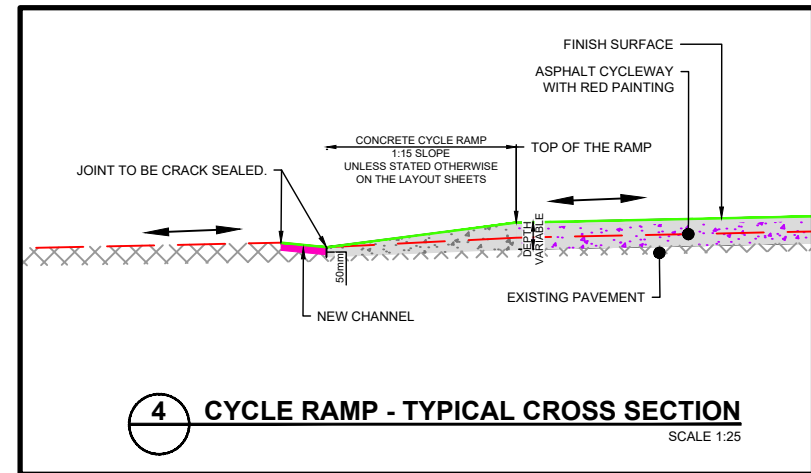 FINISH SURFACE
ASPHALT CYCLEWAY
WITH RED PAINTING
CONCRETE CYCLE RAMP
1:15 SLOPE
UNLESS STATED OTHERWISE
ON THE LAYOUT SHEETS
TOP OF THE RAMP
JOINT TO BE CRACK SEALED.
DEPTH
VARIABLE
50mm
EXISTING PAVEMENT
NEW CHANNEL
4 CYCLE RAMP - TYPICAL CROSS SECTION
SCALE 1:25